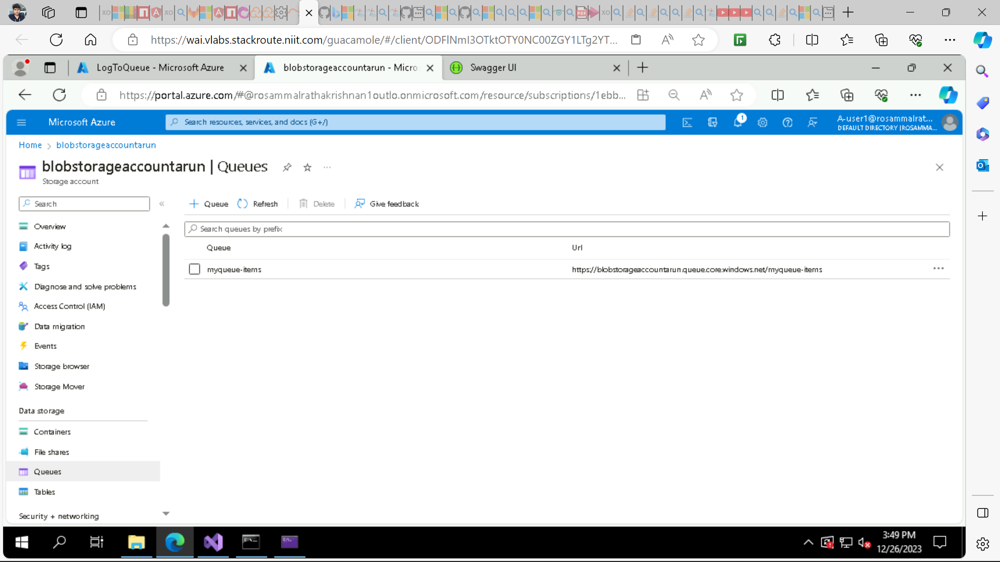 https://wai.vlabs.stackroute.niit.com/guacamole/#/client/ODFlNmI3OTktOTY0NC00ZGY1LTg2YT...
LogToQueue - Microsoft Azure
blobstorageaccountarun - Micro
Swagger UI
https://portal.azure.com/#@rosammalrathakrishnan1outlo.onmicrosoft.com/resource/subscriptions/1ebb...
Microsoft Azure
Search resources, services, and docs (G+/)
1
A-user1@rosammalrat...
DEFAULT DIRECTORY (ROSAMMA...
Home > blobstorageaccountarun
blobstorageaccountarun | Queues
Storage account
Search
Queue
Refresh
Delete
Give feedback
Search queues by prefix
Queue
Url
myqueue-items
https://blobstorageaccountarun.queue.core.windows.net/myqueue-items
Overview
Activity log
Tags
Diagnose and solve problems
Access Control (IAM)
Data migration
Events
Storage browser
Storage Mover
Data storage
Containers
File shares
Queues
Tables
Security + networking
3:49 PM
12/26/2023